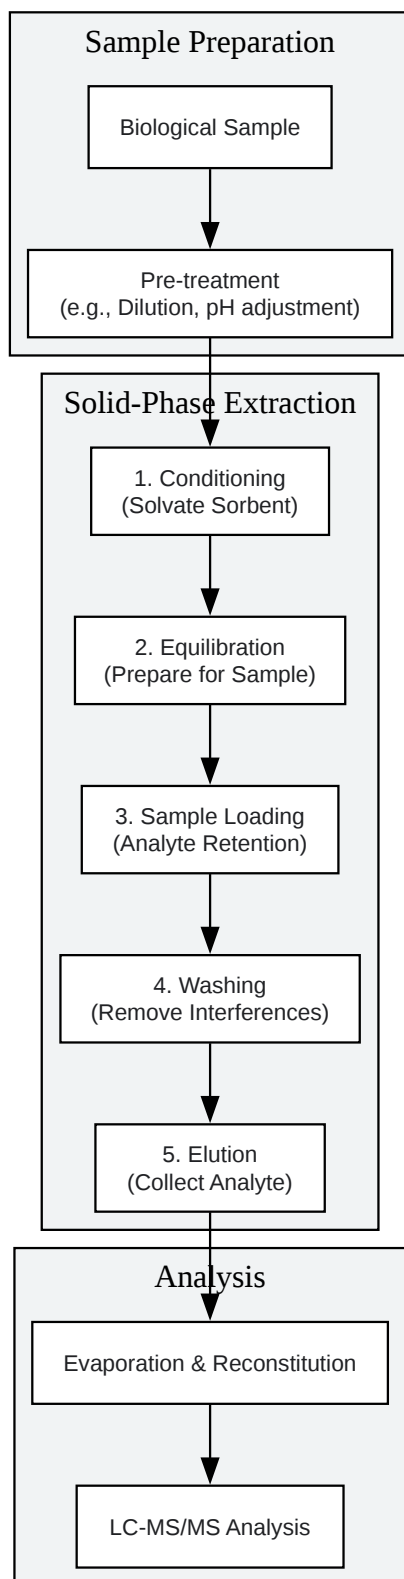 Sample Preparation
Biological Sample
Pre-treatment
(e.g., Dilution, pH adjustment)
Solid-Phase Extraction
1. Conditioning
(Solvate Sorbent)
2. Equilibration
(Prepare for Sample)
3. Sample Loading
(Analyte Retention)
4. Washing
(Remove Interferences)
5. Elution
(Collect Analyte)
Analysis
Evaporation & Reconstitution
LC-MS/MS Analysis